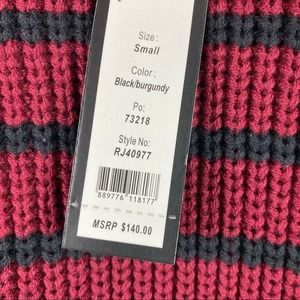 Size :
Small
Color :
Black/burgundy
Po:
73218
Style No:
RJ40977
889776 118177
MSRP $140.00